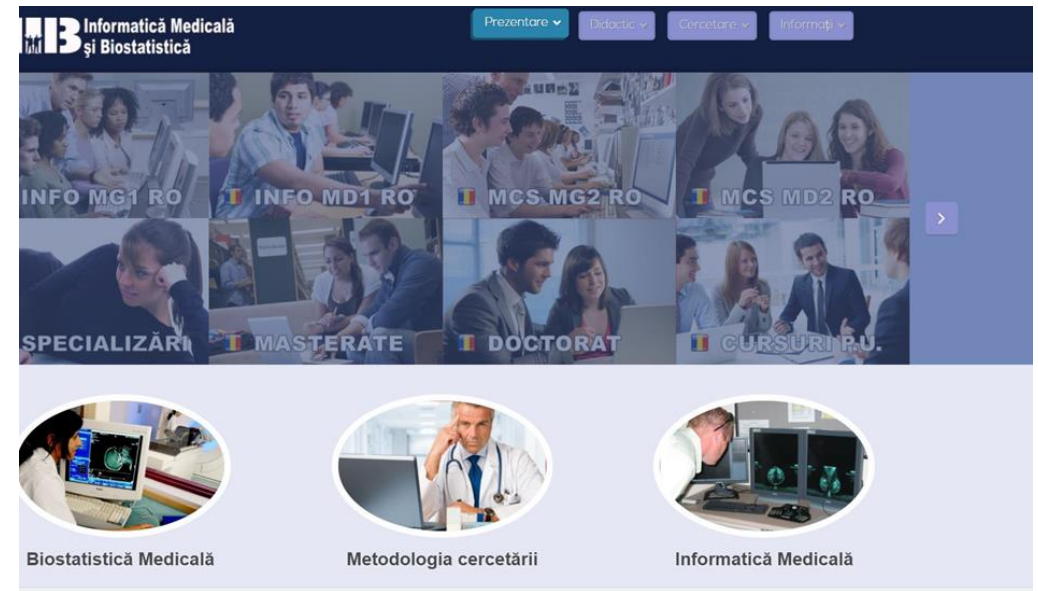 Informatică Medicală
și Biostatistică
Prezentare
Didactic
Cercetare
Informații
INFO MG1 RO
INFO MD1 RO
MCS MG2 RO
MCS MD2 RO
SPECIALIZĂRI
MASTERATE
DOCTORAT
CURSURI P.U.
Biostatistică Medicală
Metodologia cercetării
Informatică Medicală